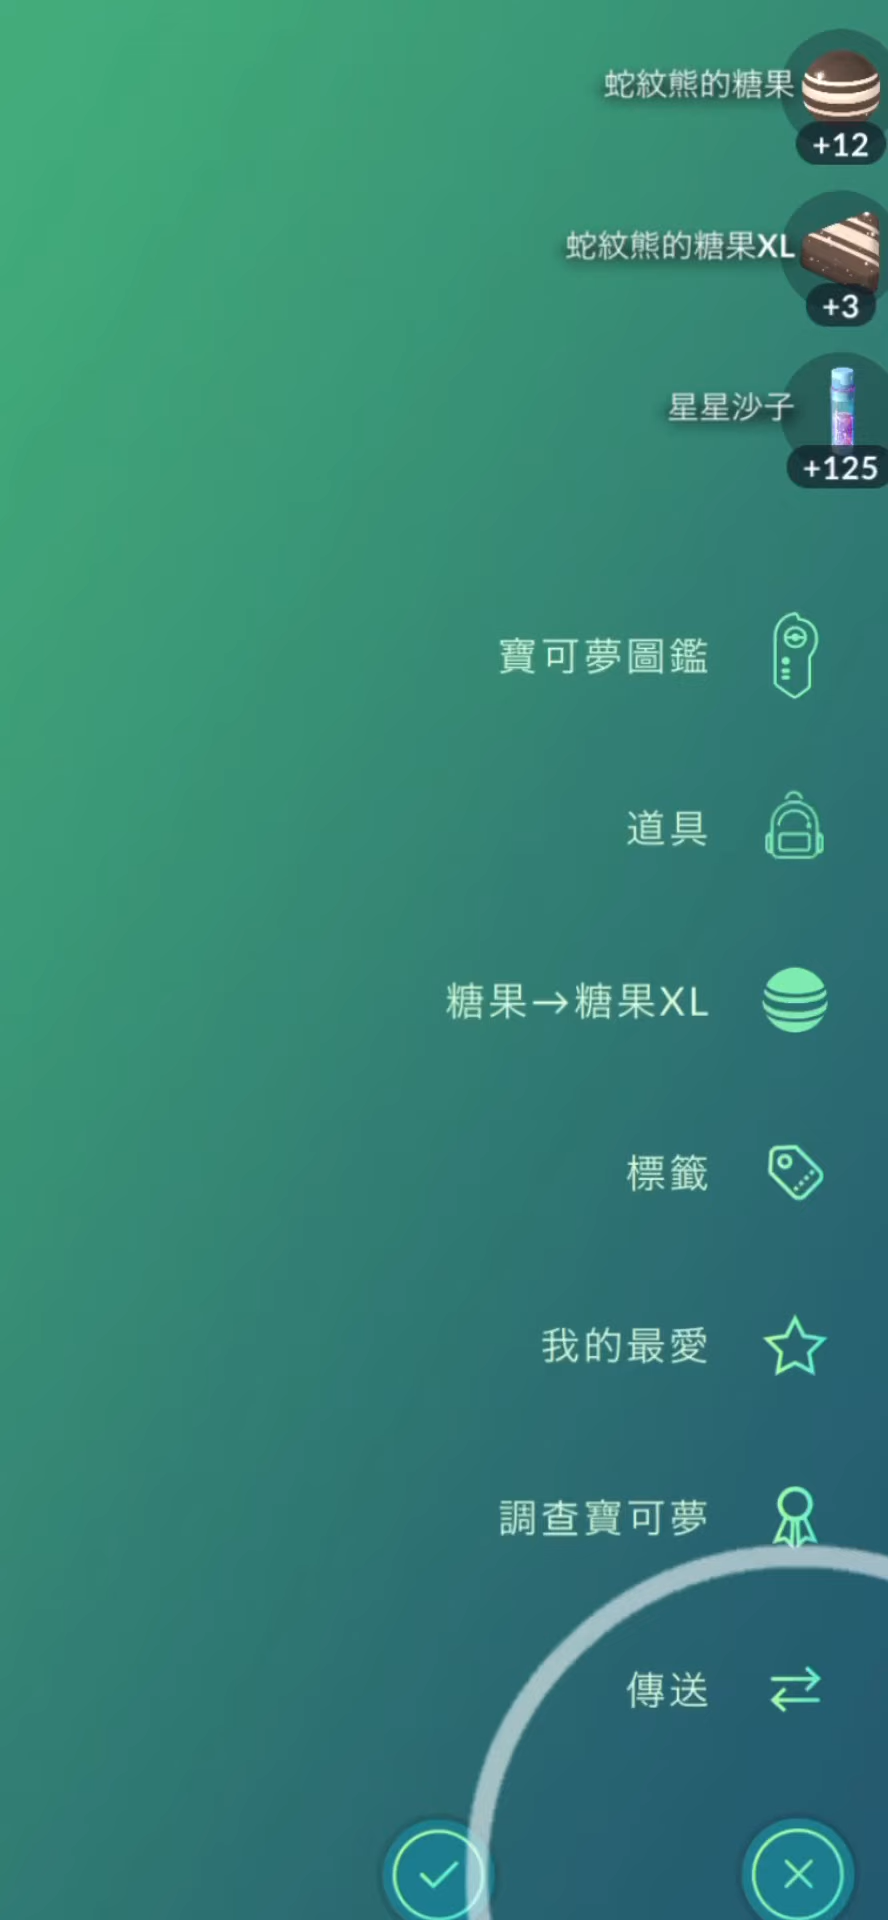 蛇紋熊的糖果
+12
蛇紋熊的糖果XL
+3
星星沙子
+125
寶可夢圖鑑
道具
糖果→糖果XL
標籤
我的最愛
調查寶可夢
傳送